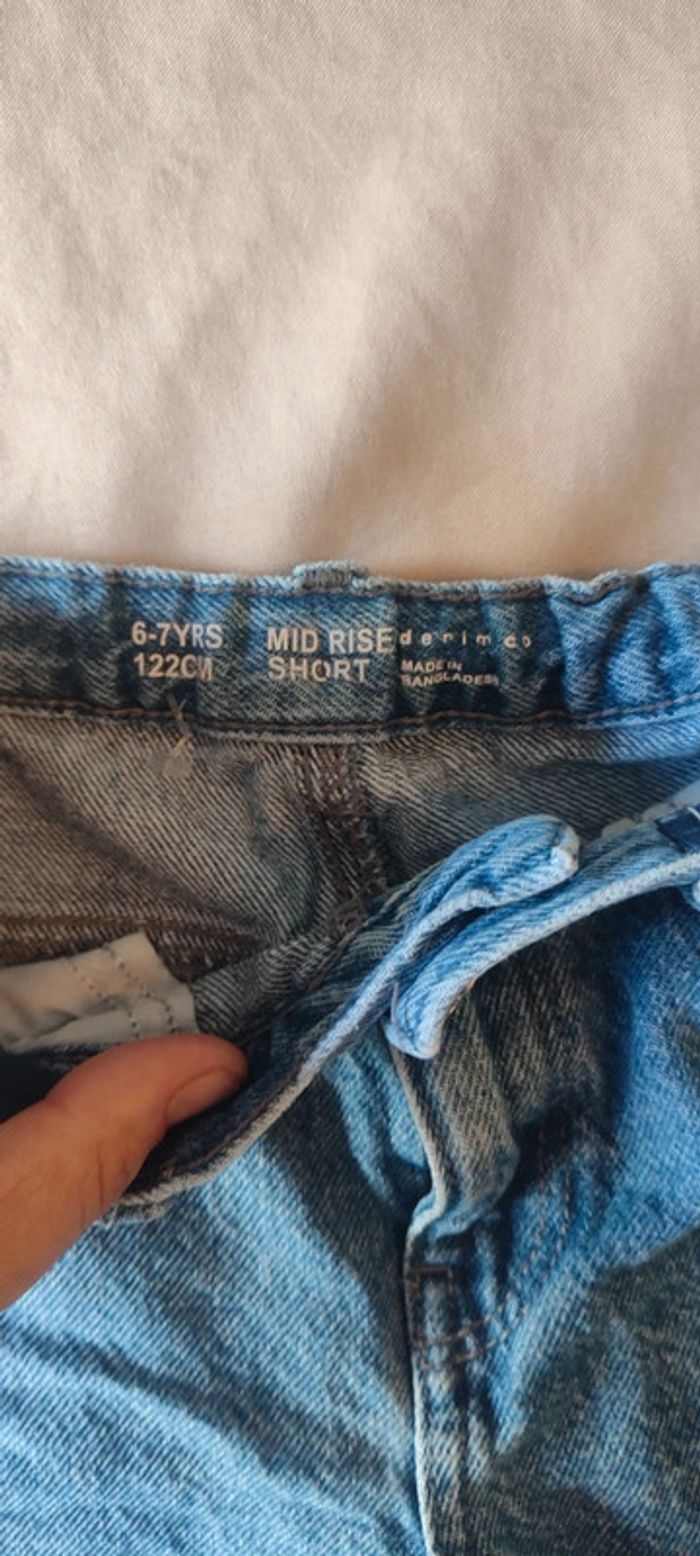 6-7YRS
122CM
MID RISE
SHORT
denim co
MADE IN
BANGLADESH